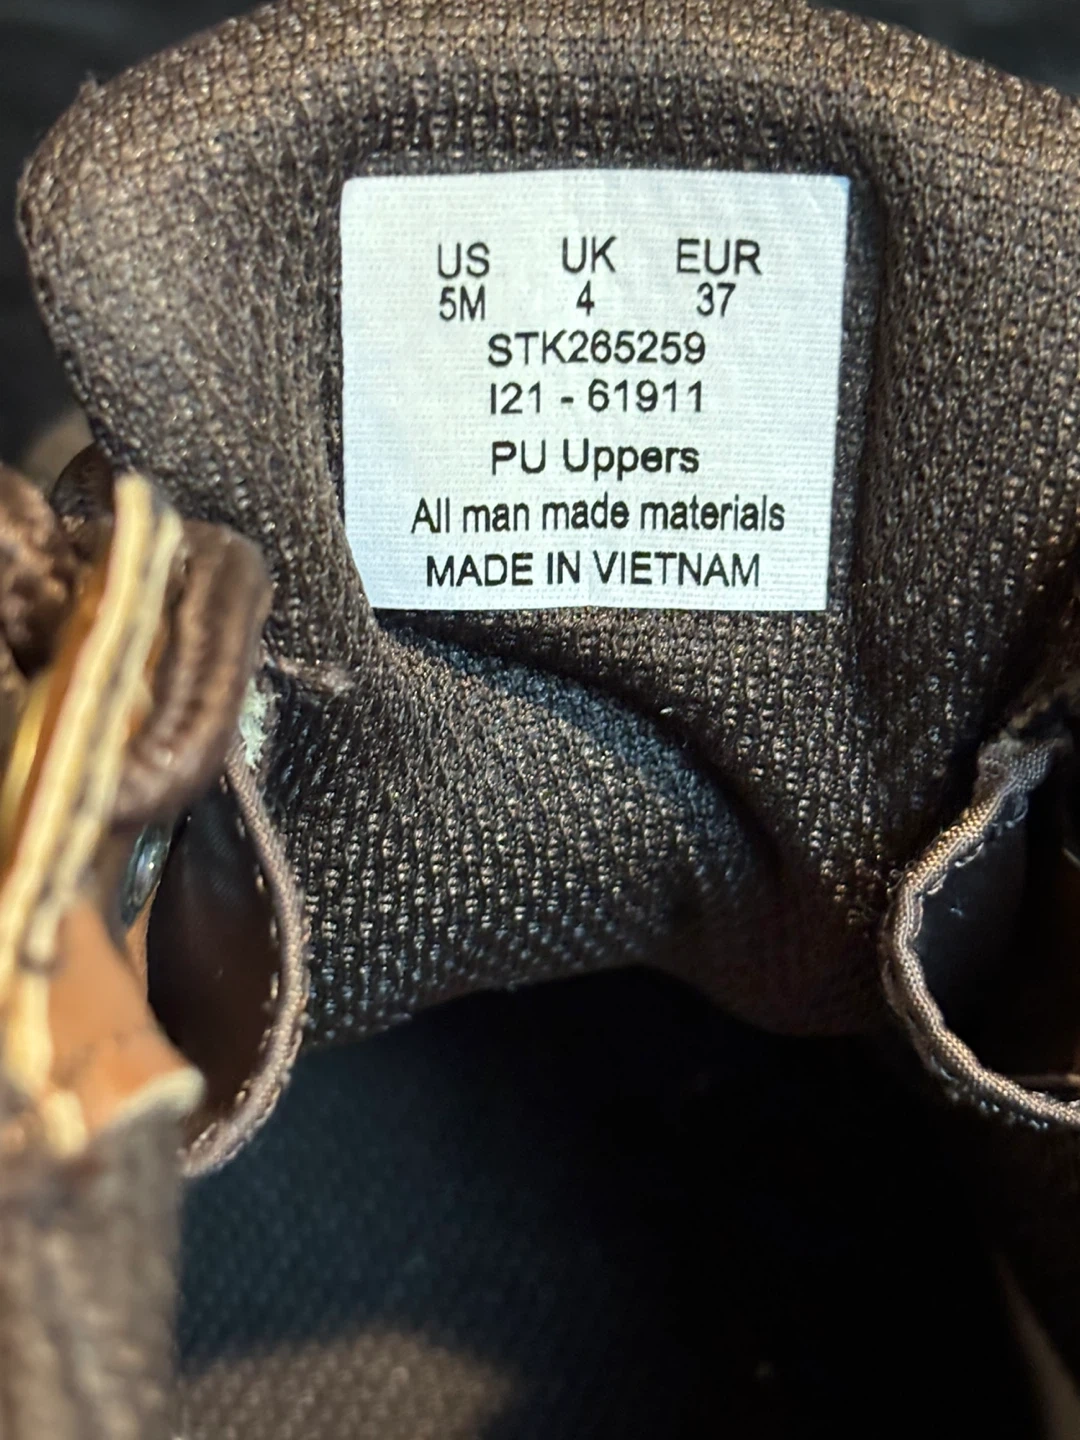 US UK EUR
5M 4 37
STK265259
I21 - 61911
PU Uppers
All man made materials
MADE IN VIETNAM